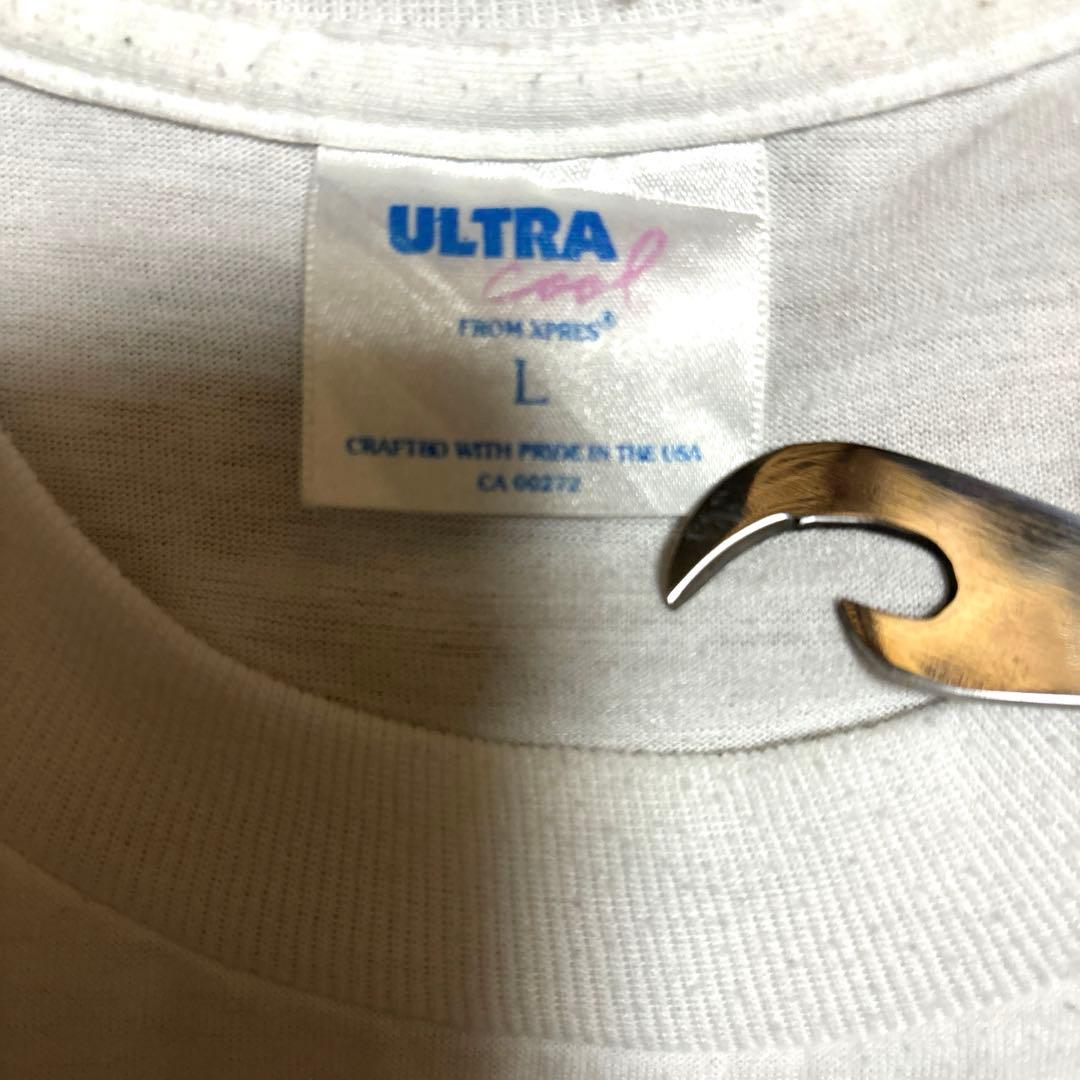 ULTRA
cool
FROM XPRES®
L
CRAFTED WITH PRIDE IN THE USA
CA 00272